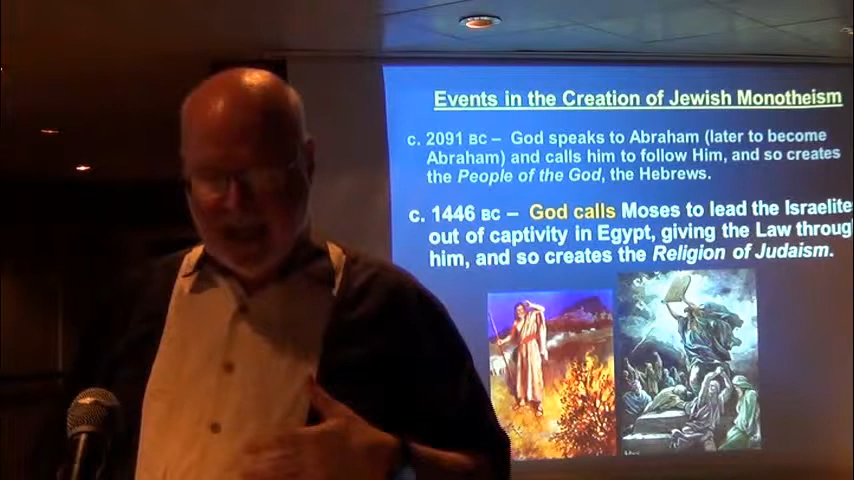 Events in the Creation of Jewish Monotheism
c. 2091 BC – God speaks to Abraham (later to become
Abraham) and calls him to follow Him, and so creates
the People of the God, the Hebrews.
c. 1446 BC – God calls Moses to lead the Israelite
out of captivity in Egypt, giving the Law throug
him, and so creates the Religion of Judaism.